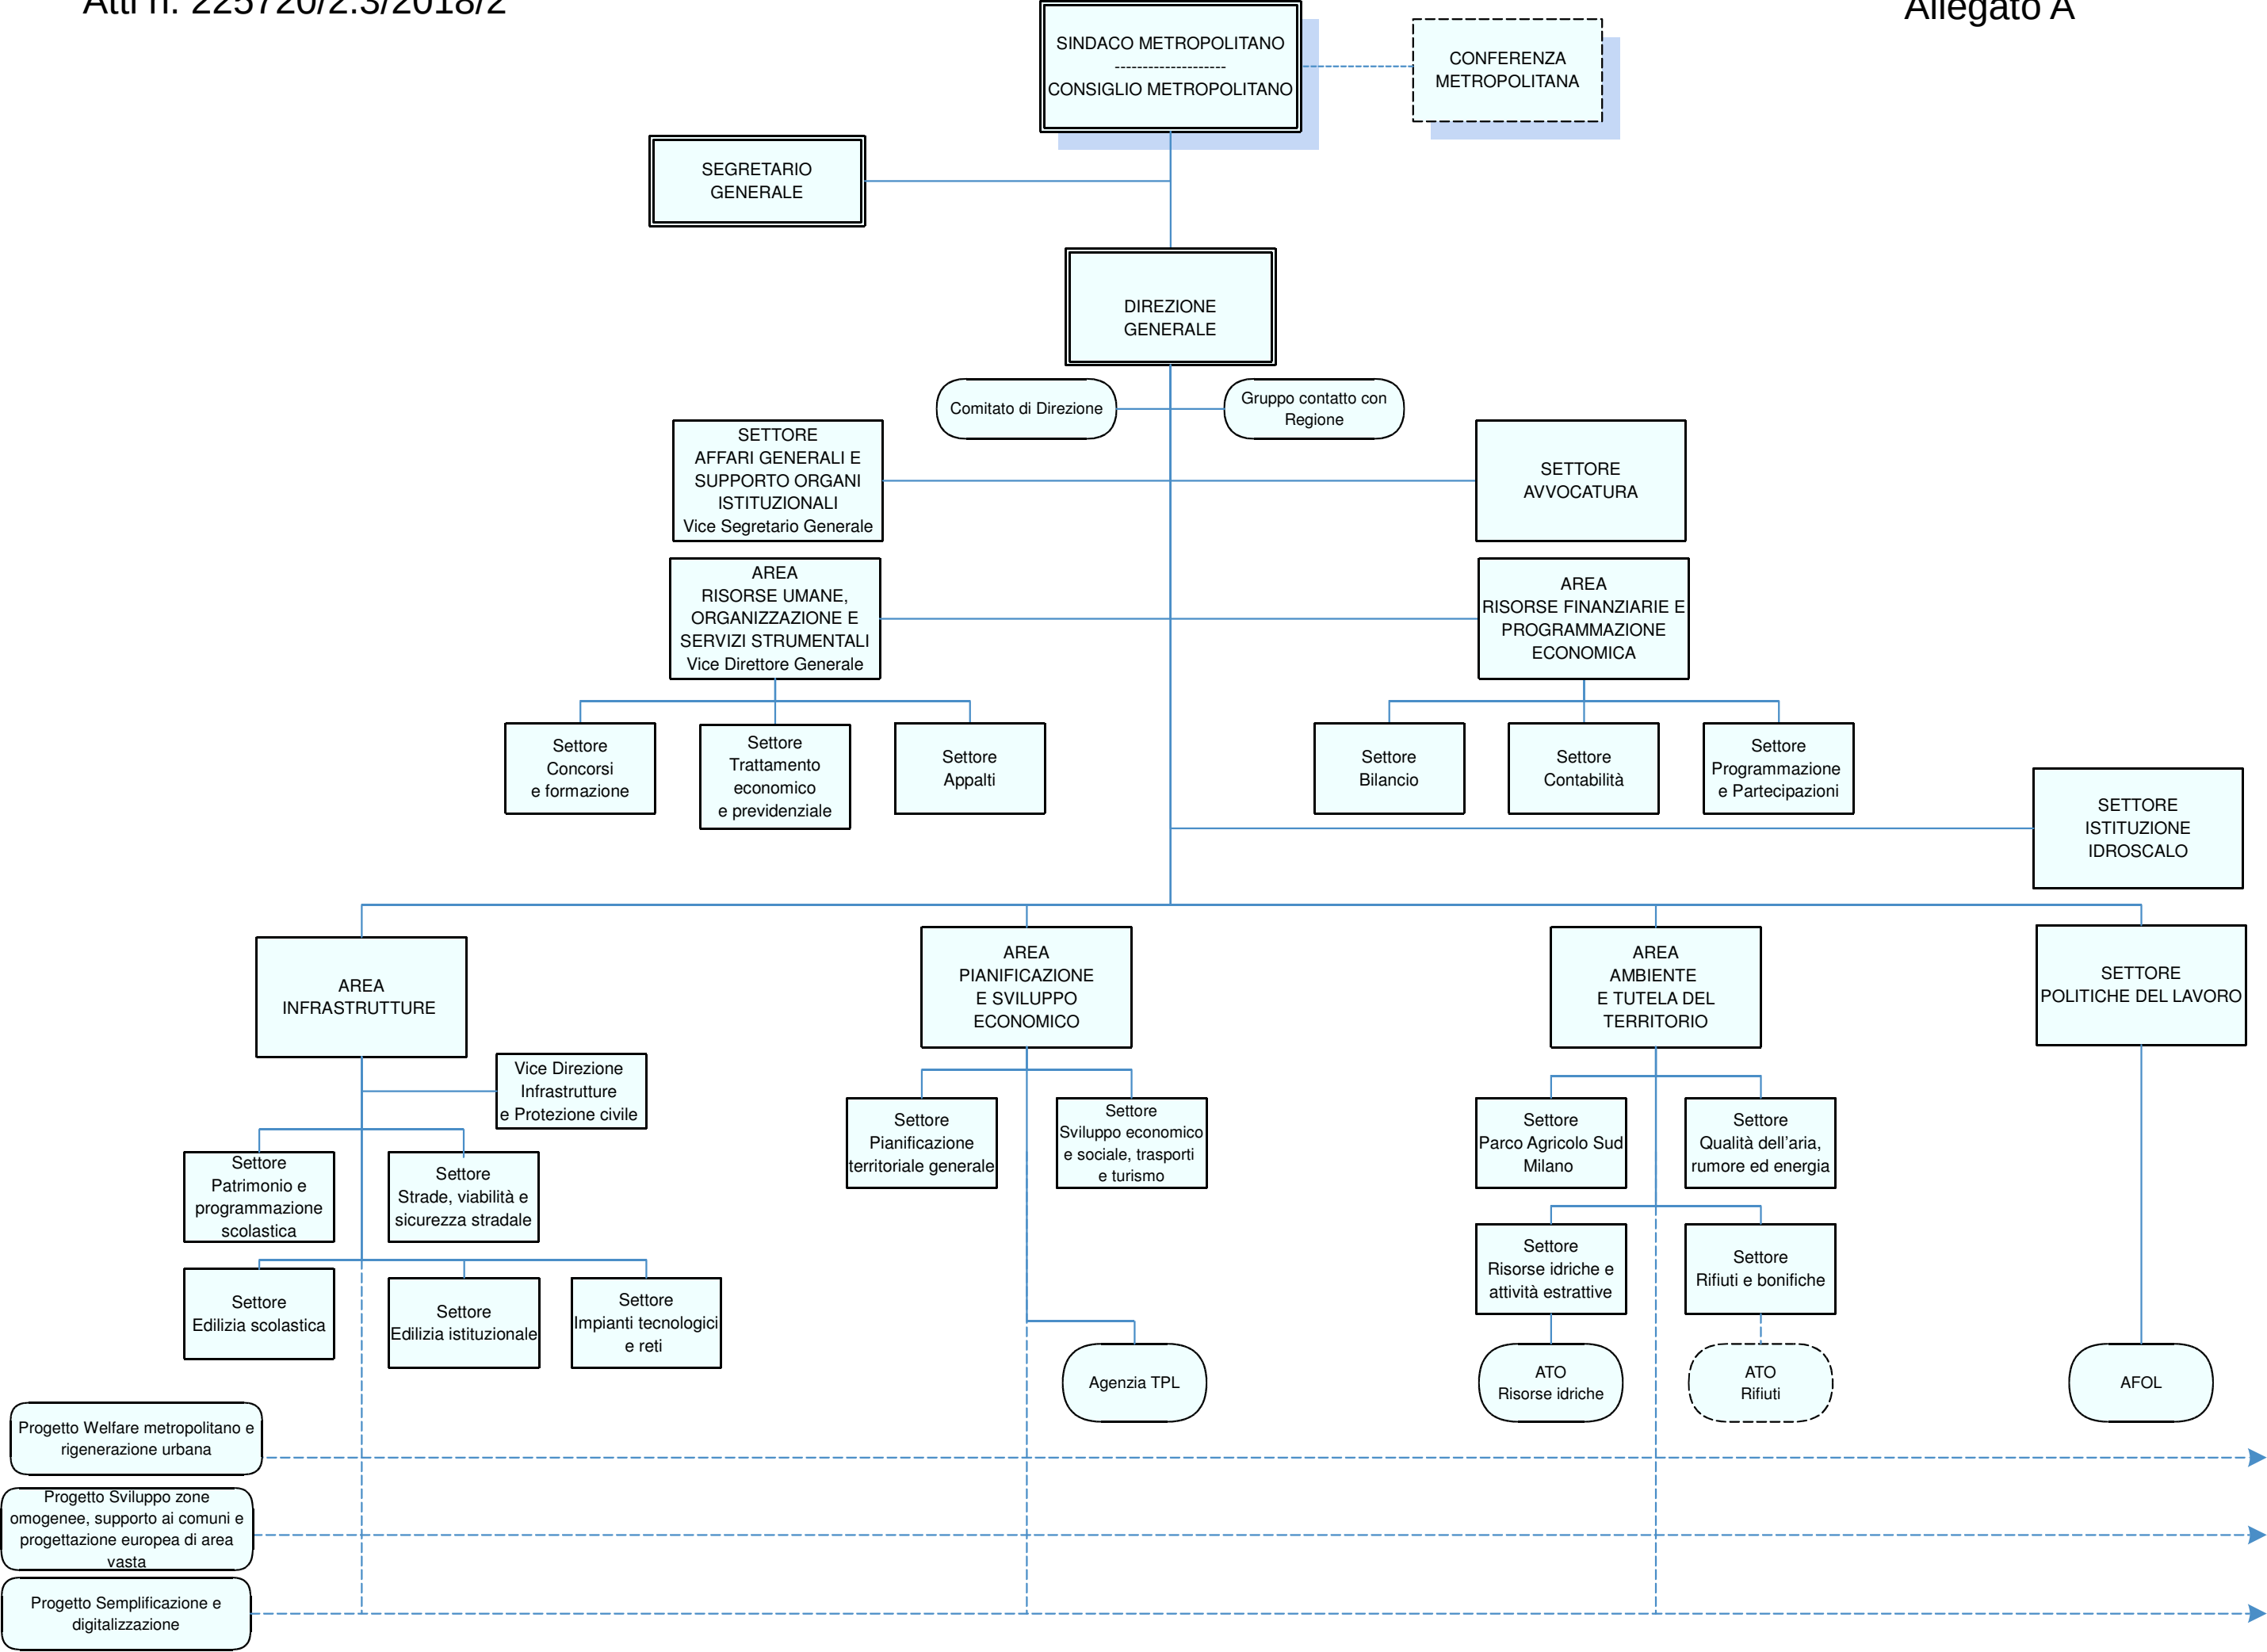 Atti n. 225720/2.3/2018/2
Allegato A
SINDACO METROPOLITANO
--------------------
CONSIGLIO METROPOLITANO
CONFERENZA
METROPOLITANA
SEGRETARIO
GENERALE
DIREZIONE
GENERALE
Comitato di Direzione
Gruppo contatto con
Regione
SETTORE
AFFARI GENERALI E
SUPPORTO ORGANI
ISTITUZIONALI
Vice Segretario Generale
SETTORE
AVVOCATURA
AREA
RISORSE UMANE,
ORGANIZZAZIONE E
SERVIZI STRUMENTALI
Vice Direttore Generale
AREA
RISORSE FINANZIARIE E
PROGRAMMAZIONE
ECONOMICA
Settore
Concorsi
e formazione
Settore
Trattamento
economico
e previdenziale
Settore
Appalti
Settore
Bilancio
Settore
Contabilità
Settore
Programmazione
e Partecipazioni
SETTORE
ISTITUZIONE
IDROSCALO
AREA
INFRASTRUTTURE
AREA
PIANIFICAZIONE
E SVILUPPO
ECONOMICO
AREA
AMBIENTE
E TUTELA DEL
TERRITORIO
SETTORE
POLITICHE DEL LAVORO
Vice Direzione
Infrastrutture
e Protezione civile
Settore
Patrimonio e
programmazione
scolastica
Settore
Strade, viabilità e
sicurezza stradale
Settore
Pianificazione
territoriale generale
Settore
Sviluppo economico
e sociale, trasporti
e turismo
Settore
Parco Agricolo Sud
Milano
Settore
Qualità dell'aria,
rumore ed energia
Settore
Edilizia scolastica
Settore
Edilizia istituzionale
Settore
Impianti tecnologici
e reti
Settore
Risorse idriche e
attività estrattive
Settore
Rifiuti e bonifiche
Agenzia TPL
ATO
Risorse idriche
ATO
Rifiuti
AFOL
Progetto Welfare metropolitano e
rigenerazione urbana
Progetto Sviluppo zone
omogenee, supporto ai comuni e
progettazione europea di area
vasta
Progetto Semplificazione e
digitalizzazione